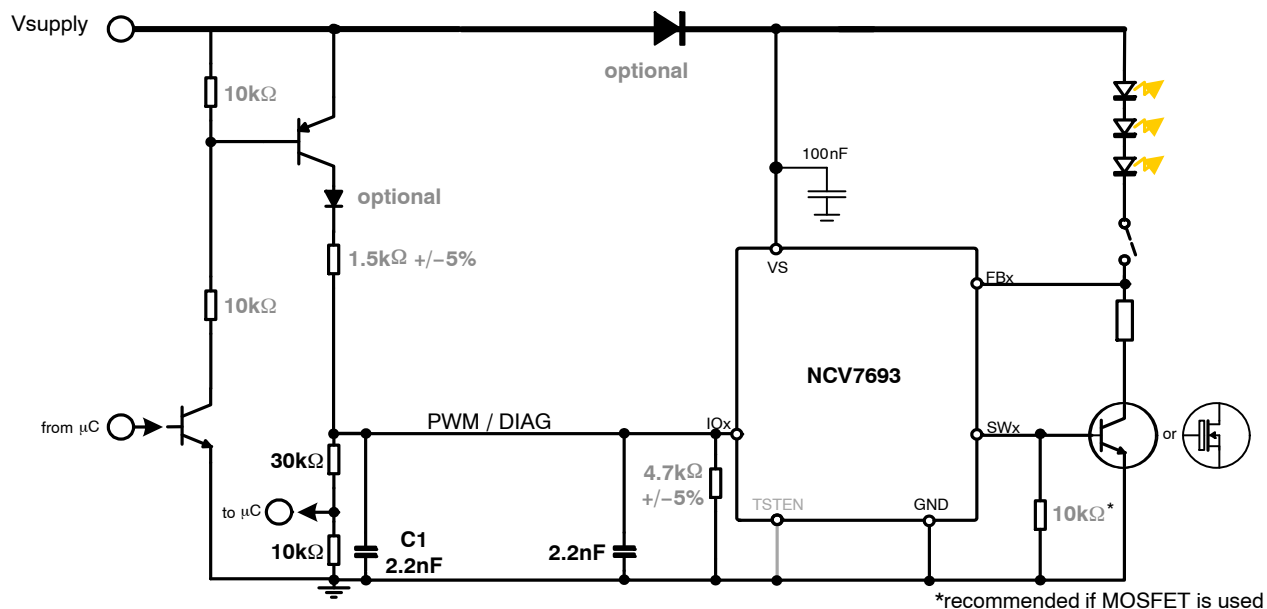 Vsupply
optional
10kΩ
100nF
optional
1.5kΩ +/−5%
VS
FBx
10kΩ
NCV7693
from μC
PWM / DIAG
IOx
SWx
or
30kΩ
4.7kΩ
+/−5%
TSTEN
GND
to μC
10kΩ*
10kΩ
C1
2.2nF
2.2nF
*recommended if MOSFET is used